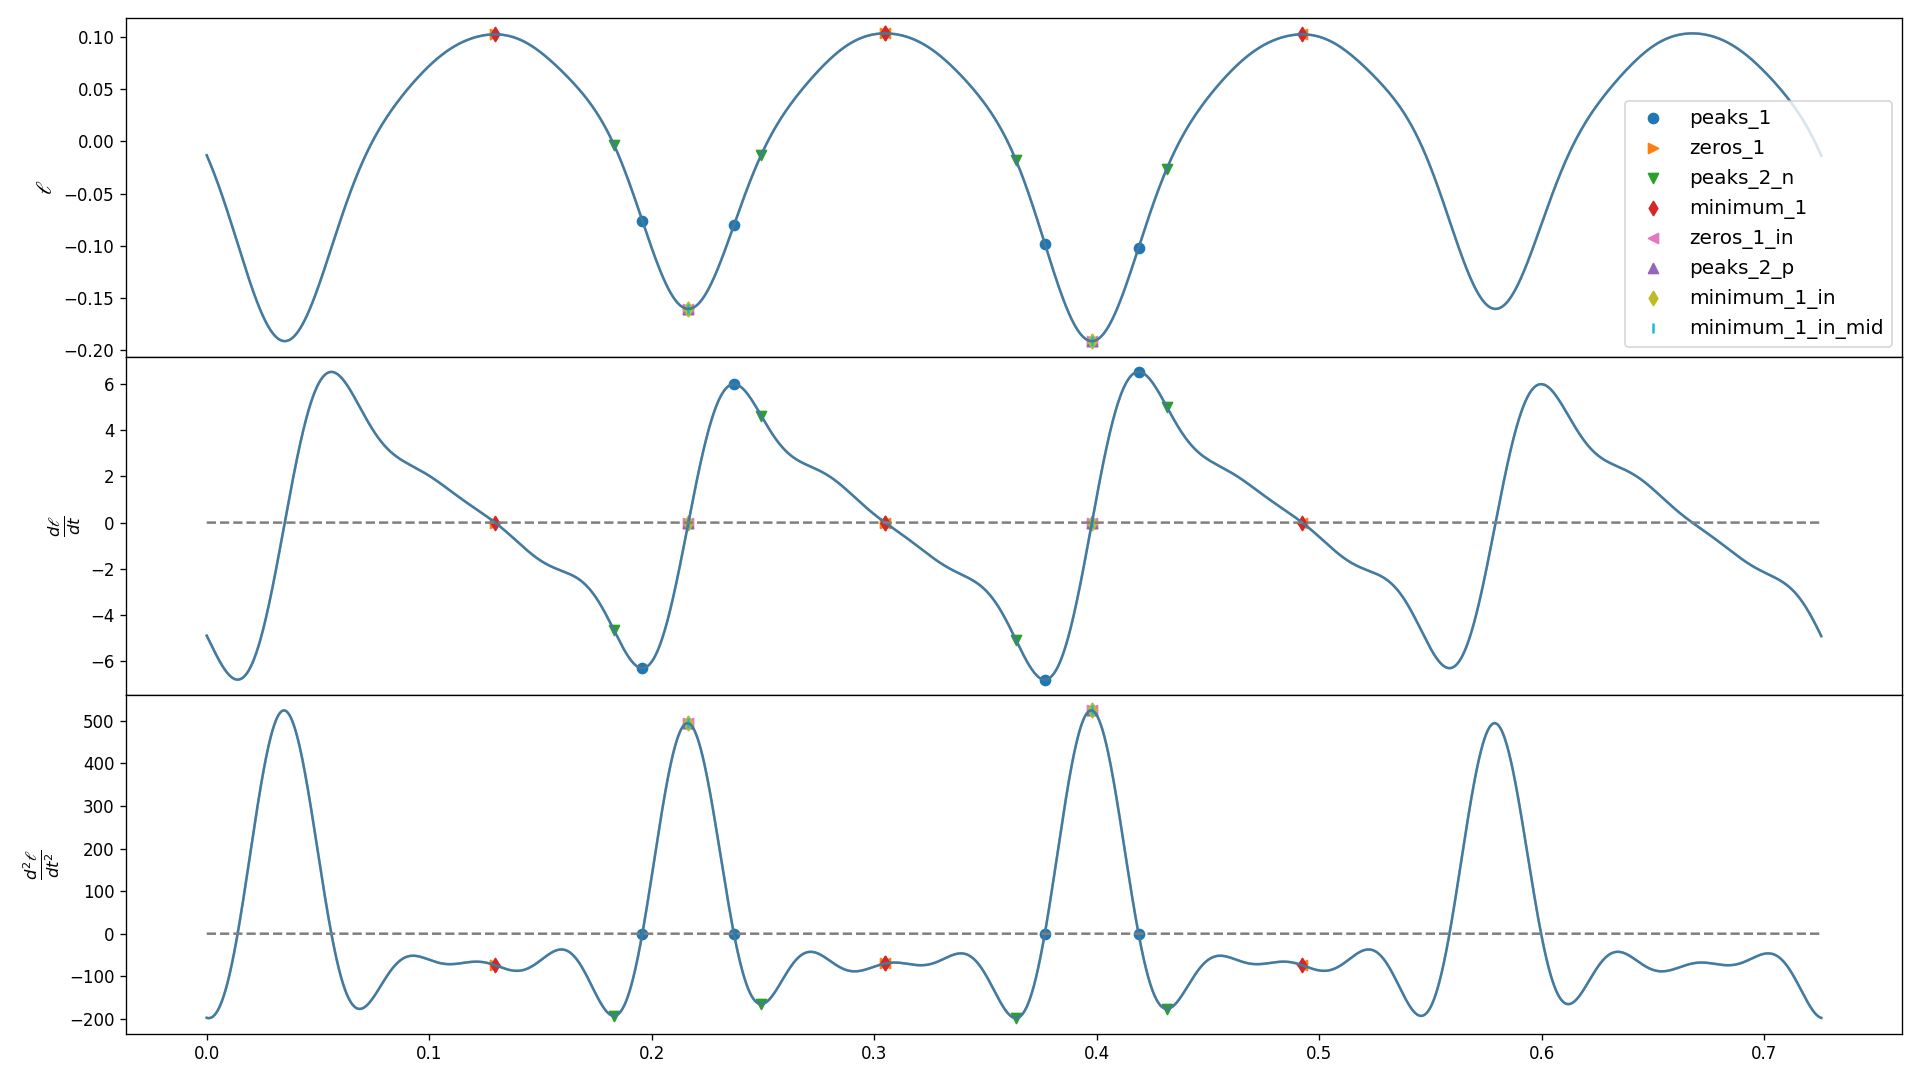 0.10
0.05
0.00
−0.05
−0.10
−0.15
−0.20
ℓ
peaks_1
zeros_1
peaks_2_n
minimum_1
zeros_1_in
peaks_2_p
minimum_1_in
minimum_1_in_mid
6
4
2
0
−2
−4
−6
dℓ
dt
500
400
300
200
100
0
−100
−200
d²ℓ
dt²
0.0 0.1 0.2 0.3 0.4 0.5 0.6 0.7